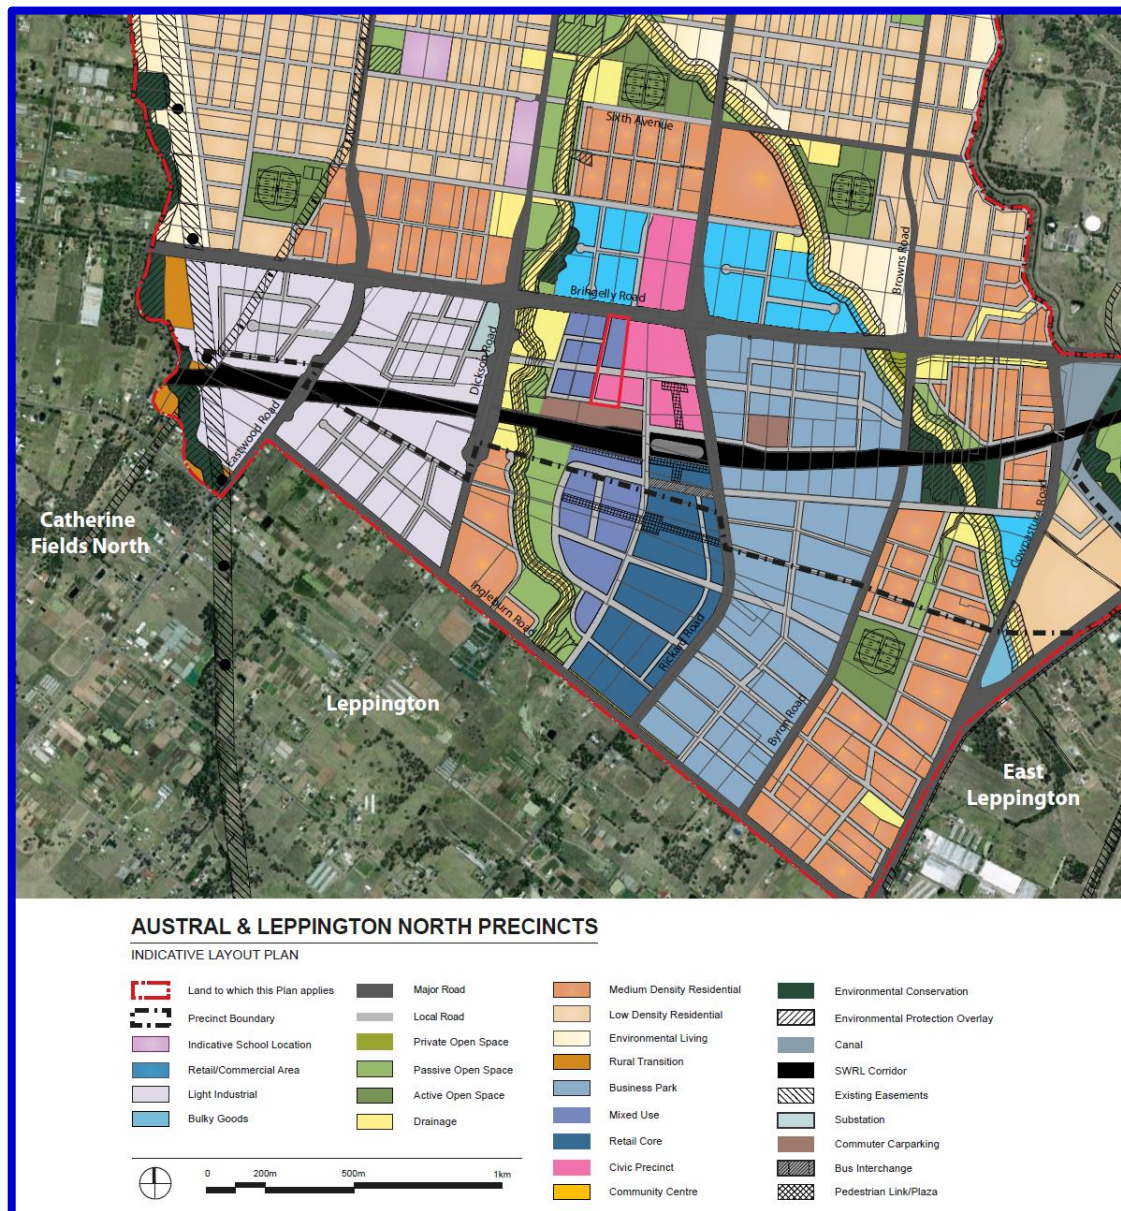 Sixth Avenue
Browns Road
Bringelly Road
Dickson Road
Eastwood Road
Cowpasture Road
Catherine
Fields North
Ingleburn Road
Rickard Road
Leppington
Byron Road
East
Leppington
AUSTRAL & LEPPINGTON NORTH PRECINCTS
INDICATIVE LAYOUT PLAN
Land to which this Plan applies
Precinct Boundary
Indicative School Location
Retail/Commercial Area
Light Industrial
Bulky Goods
Major Road
Local Road
Private Open Space
Passive Open Space
Active Open Space
Drainage
Medium Density Residential
Low Density Residential
Environmental Living
Rural Transition
Business Park
Mixed Use
Retail Core
Civic Precinct
Community Centre
Environmental Conservation
Environmental Protection Overlay
Canal
SWRL Corridor
Existing Easements
Substation
Commuter Carparking
Bus Interchange
Pedestrian Link/Plaza
0 200m 500m 1km